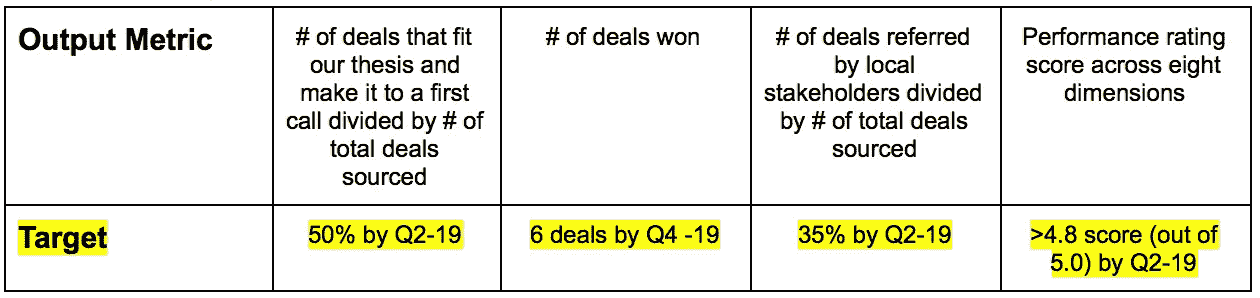 Output Metric
# of deals that fit
our thesis and
make it to a first
call divided by # of
total deals
sourced
# of deals won
# of deals referred
by local
stakeholders divided
by # of total deals
sourced
Performance rating
score across eight
dimensions
Target
50% by Q2-19
6 deals by Q4 -19
35% by Q2-19
>4.8 score (out of
5.0) by Q2-19